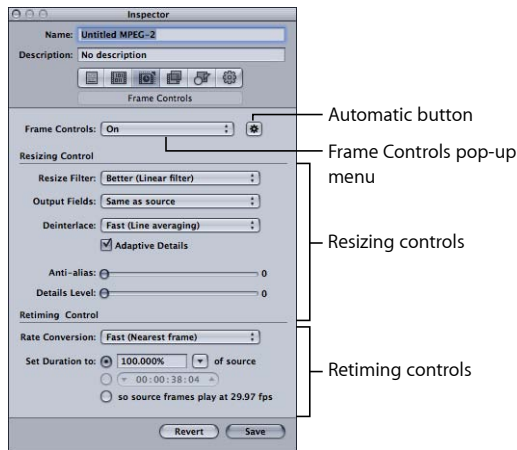 Inspector
Name: Untitled MPEG-2
Description: No description
Frame Controls
Automatic button
Frame Controls: On
Frame Controls pop-up
menu
Resizing Control
Resize Filter: Better (Linear filter)
Output Fields: Same as source
Deinterlace: Fast (Line averaging)
Adaptive Details
Resizing controls
Anti-alias: 0
Details Level: 0
Retiming Control
Rate Conversion: Fast (Nearest frame)
Set Duration to: 100.000% of source
Retiming controls
00:00:38:04
so source frames play at 29.97 fps
Revert Save